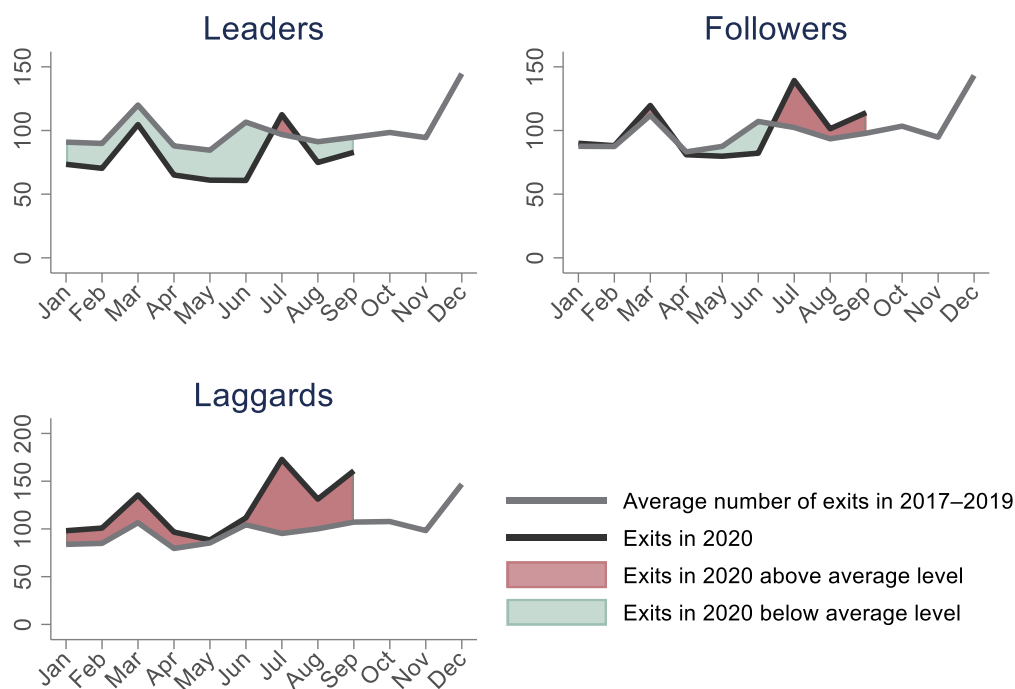 Leaders
150
100
50
0
Jan Feb Mar Apr May Jun Jul Aug Sep Oct Nov Dec
Followers
150
100
50
0
Jan Feb Mar Apr May Jun Jul Aug Sep Oct Nov Dec
Laggards
200
150
100
50
0
Jan Feb Mar Apr May Jun Jul Aug Sep Oct Nov Dec
Average number of exits in 2017–2019
Exits in 2020
Exits in 2020 above average level
Exits in 2020 below average level